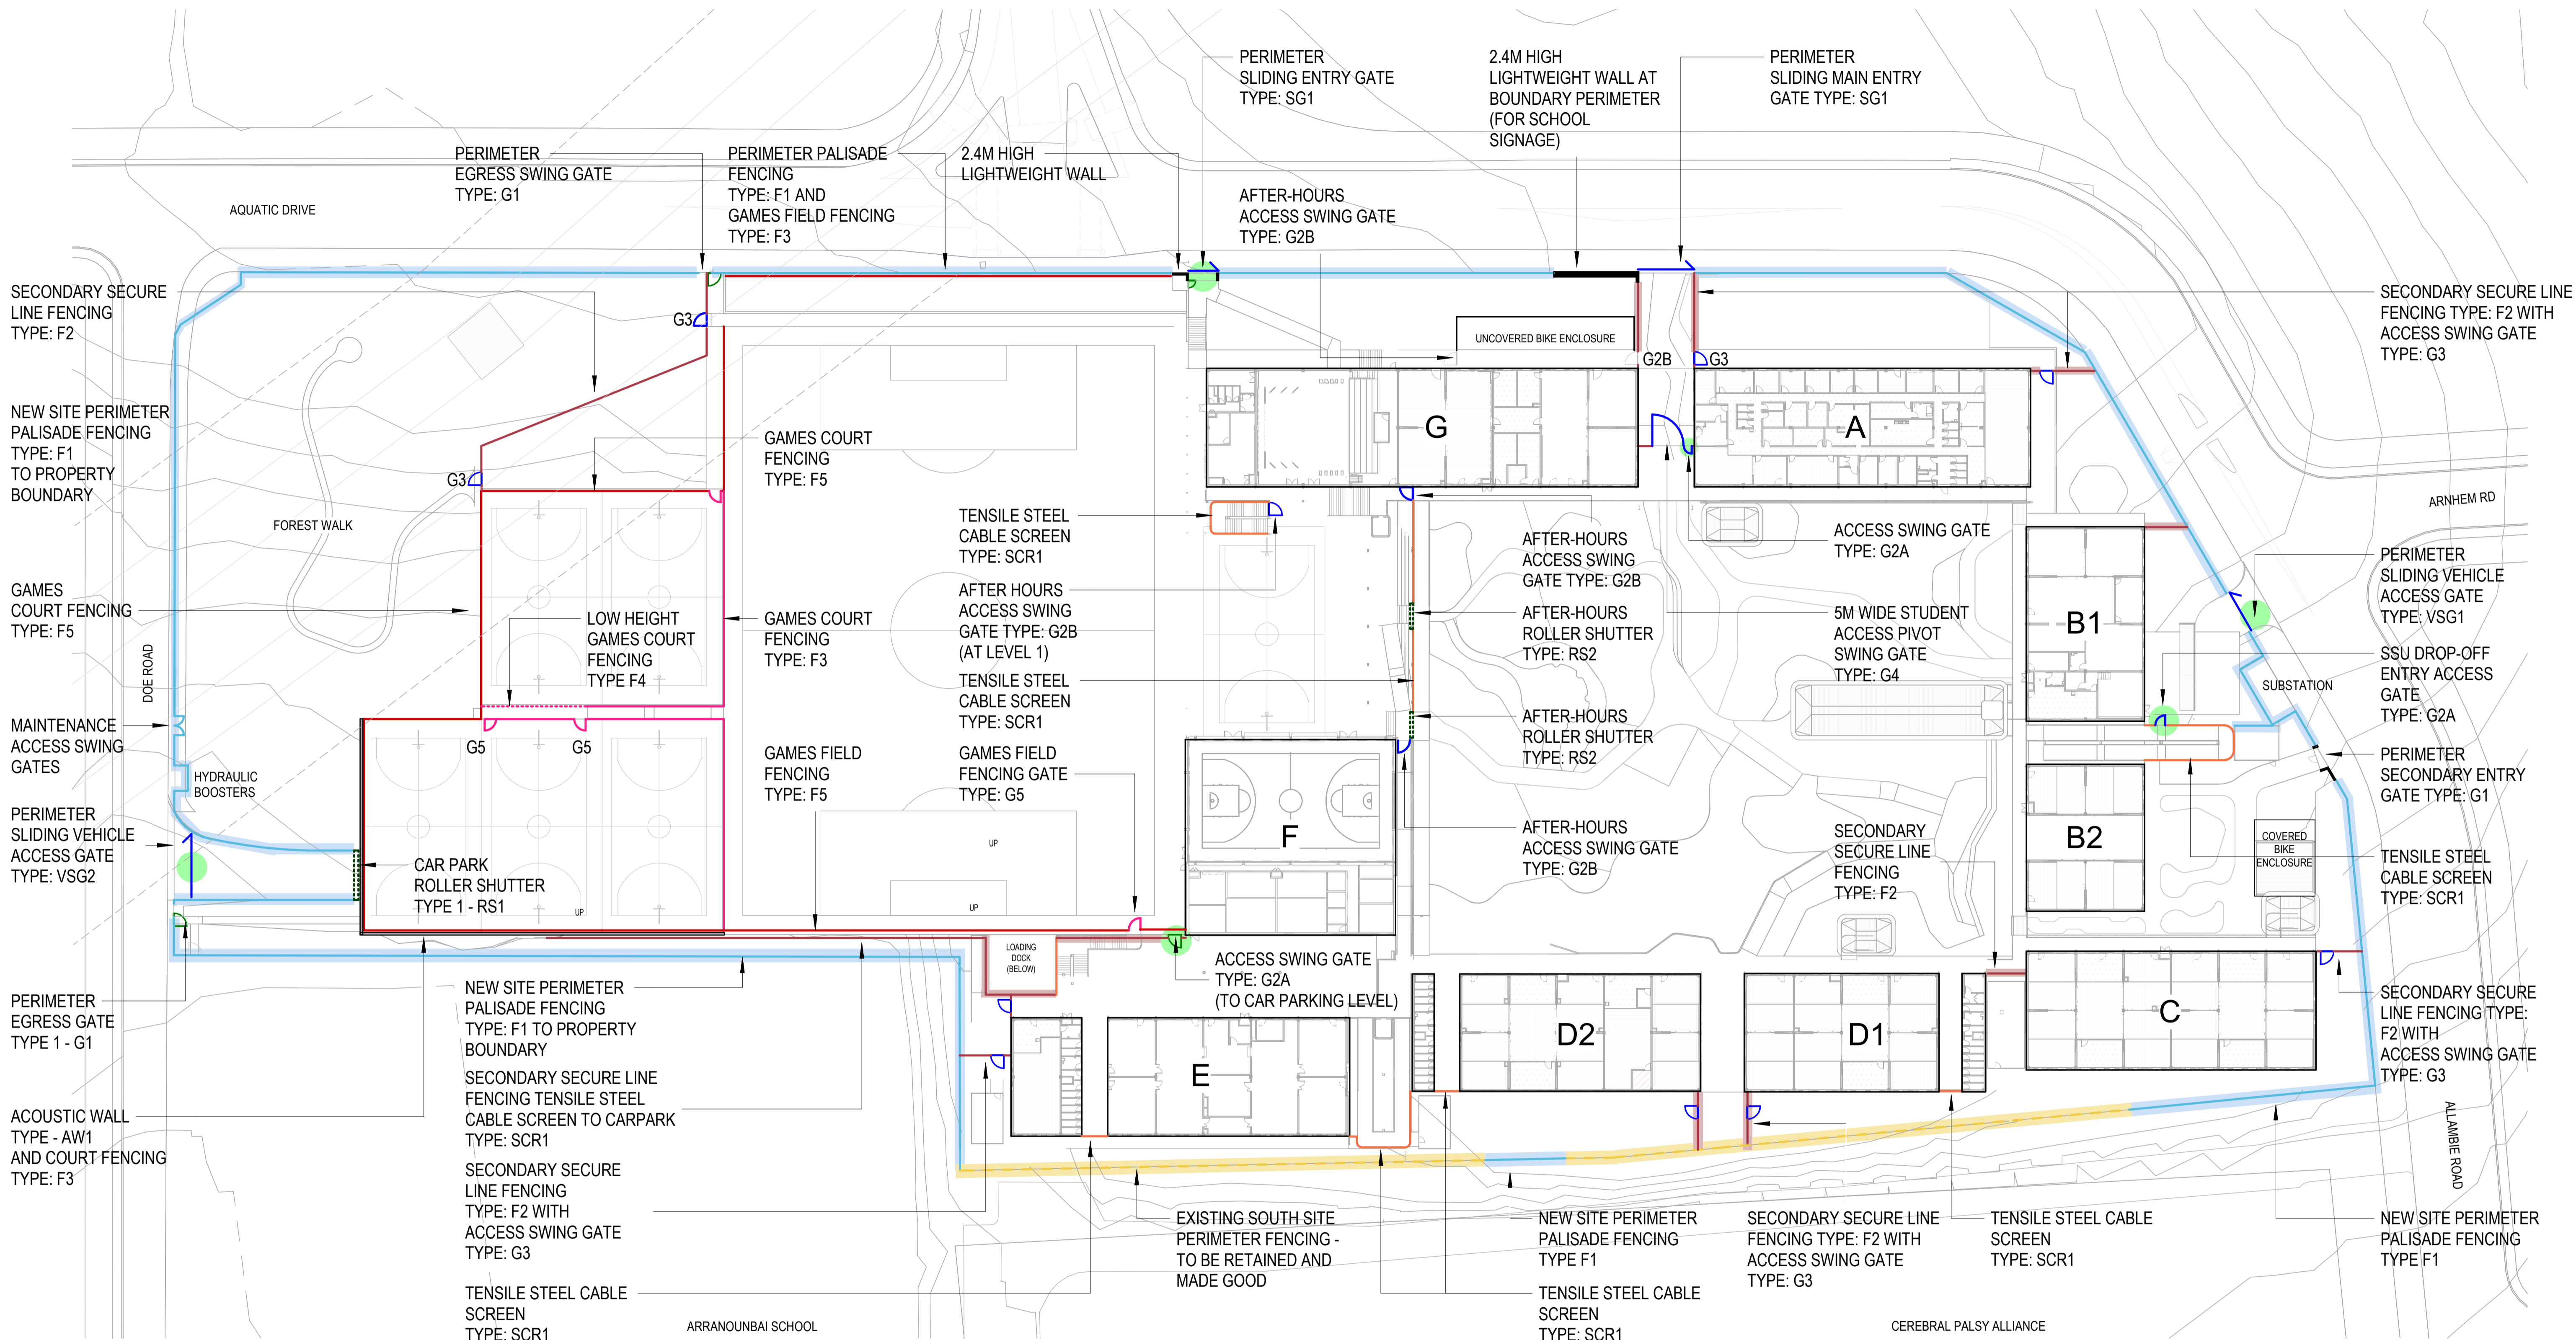 PERIMETER
SLIDING ENTRY GATE
TYPE: SG1
2.4M HIGH
LIGHTWEIGHT WALL AT
BOUNDARY PERIMETER
(FOR SCHOOL
SIGNAGE)
PERIMETER
SLIDING MAIN ENTRY
GATE TYPE: SG1
PERIMETER
EGRESS SWING GATE
TYPE: G1
PERIMETER PALISADE
FENCING
TYPE: F1 AND
GAMES FIELD FENCING
TYPE: F3
2.4M HIGH
LIGHTWEIGHT WALL
AFTER-HOURS
ACCESS SWING GATE
TYPE: G2B
AQUATIC DRIVE
SECONDARY SECURE
LINE FENCING
TYPE: F2
G3
UNCOVERED BIKE ENCLOSURE
G2B
G3
SECONDARY SECURE LINE
FENCING TYPE: F2 WITH
ACCESS SWING GATE
TYPE: G3
NEW SITE PERIMETER
PALISADE FENCING
TYPE: F1
TO PROPERTY
BOUNDARY
GAMES COURT
FENCING
TYPE: F5
G
A
G3
FOREST WALK
ARNHEM RD
TENSILE STEEL
CABLE SCREEN
TYPE: SCR1
AFTER-HOURS
ACCESS SWING
GATE TYPE: G2B
ACCESS SWING GATE
TYPE: G2A
PERIMETER
SLIDING VEHICLE
ACCESS GATE
TYPE: VSG1
GAMES
COURT FENCING
TYPE: F5
LOW HEIGHT
GAMES COURT
FENCING
TYPE F4
GAMES COURT
FENCING
TYPE: F3
AFTER HOURS
ACCESS SWING
GATE TYPE: G2B
(AT LEVEL 1)
AFTER-HOURS
ROLLER SHUTTER
TYPE: RS2
5M WIDE STUDENT
ACCESS PIVOT
SWING GATE
TYPE: G4
B1
SSU DROP-OFF
ENTRY ACCESS
GATE
TYPE: G2A
DOE ROAD
TENSILE STEEL
CABLE SCREEN
TYPE: SCR1
SUBSTATION
MAINTENANCE
ACCESS SWING
GATES
AFTER-HOURS
ROLLER SHUTTER
TYPE: RS2
G5
G5
GAMES FIELD
FENCING
TYPE: F5
GAMES FIELD
FENCING GATE
TYPE: G5
PERIMETER
SECONDARY ENTRY
GATE TYPE: G1
HYDRAULIC
BOOSTERS
PERIMETER
SLIDING VEHICLE
ACCESS GATE
TYPE: VSG2
F
AFTER-HOURS
ACCESS SWING GATE
TYPE: G2B
SECONDARY
SECURE LINE
FENCING
TYPE: F2
B2
COVERED
BIKE
ENCLOSURE
TENSILE STEEL
CABLE SCREEN
TYPE: SCR1
UP
CAR PARK
ROLLER SHUTTER
TYPE 1 - RS1
UP
UP
LOADING
DOCK
(BELOW)
ACCESS SWING GATE
TYPE: G2A
(TO CAR PARKING LEVEL)
PERIMETER
EGRESS GATE
TYPE 1 - G1
NEW SITE PERIMETER
PALISADE FENCING
TYPE: F1 TO PROPERTY
BOUNDARY
D2
D1
C
SECONDARY SECURE
LINE FENCING TYPE:
F2 WITH
ACCESS SWING GATE
TYPE: G3
E
SECONDARY SECURE LINE
FENCING TENSILE STEEL
CABLE SCREEN TO CARPARK
TYPE: SCR1
ACOUSTIC WALL
TYPE - AW1
AND COURT FENCING
TYPE: F3
ALLAMBIE ROAD
SECONDARY SECURE
LINE FENCING
TYPE: F2 WITH
ACCESS SWING GATE
TYPE: G3
EXISTING SOUTH SITE
PERIMETER FENCING -
TO BE RETAINED AND
MADE GOOD
NEW SITE PERIMETER
PALISADE FENCING
TYPE F1
SECONDARY SECURE LINE
FENCING TYPE: F2 WITH
ACCESS SWING GATE
TYPE: G3
TENSILE STEEL CABLE
SCREEN
TYPE: SCR1
NEW SITE PERIMETER
PALISADE FENCING
TYPE F1
TENSILE STEEL CABLE
SCREEN
TYPE: SCR1
ARRANOUNBAI SCHOOL
TENSILE STEEL CABLE
SCREEN
TYPE: SCR1
CEREBRAL PALSY ALLIANCE